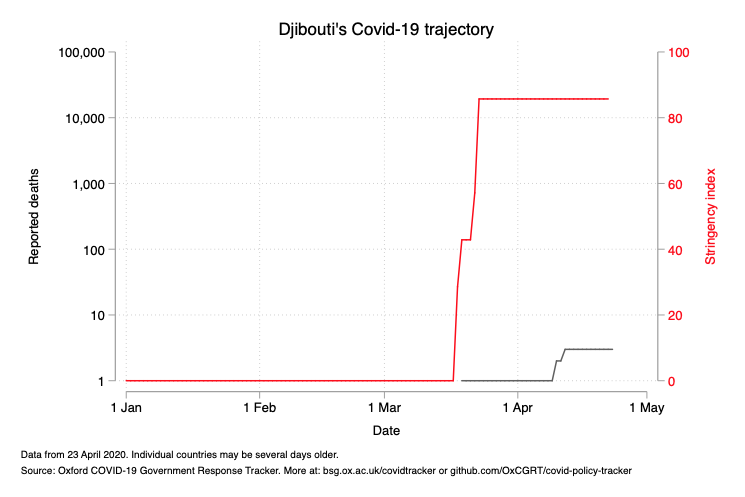 Djibouti's Covid-19 trajectory
100,000
10,000
1,000
100
10
1
Reported deaths
100
80
60
40
20
0
Stringency index
1 Jan 1 Feb 1 Mar 1 Apr 1 May
Date
Data from 23 April 2020. Individual countries may be several days older.
Source: Oxford COVID-19 Government Response Tracker. More at: bsg.ox.ac.uk/covidtracker or github.com/OxCGRT/covid-policy-tracker